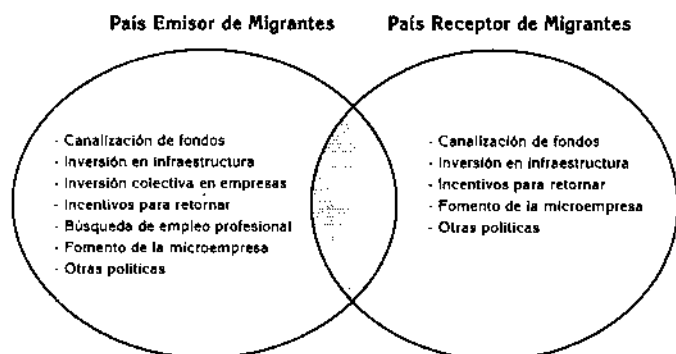 País Emisor de Migrantes
País Receptor de Migrantes
- Canalización de fondos
- Inversión en infraestructura
- Inversión colectiva en empresas
- Incentivos para retornar
- Búsqueda de empleo profesional
- Fomento de la microempresa
- Otras políticas
- Canalización de fondos
- Inversión en infraestructura
- Incentivos para retornar
- Fomento de la microempresa
- Otras políticas